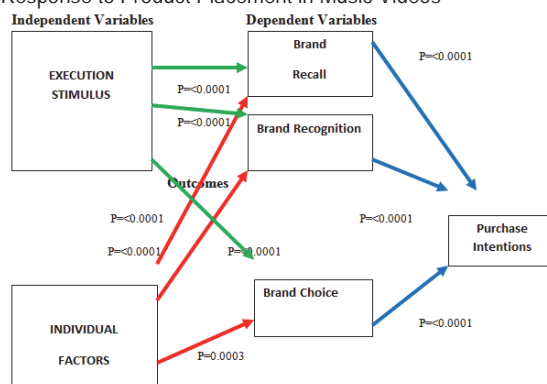 Response to Product Placement in Music Videos
Independent Variables
Dependent Variables
Brand
Recall
P=<0.0001
EXECUTION
STIMULUS
P=<0.0001
P=<0.0001
Brand Recognition
Outcomes
P=<0.0001
P=<0.0001
P=<0.0001
P=<0.0001
Purchase
Intentions
Brand Choice
INDIVIDUAL
FACTORS
P=0.0003
P=<0.0001